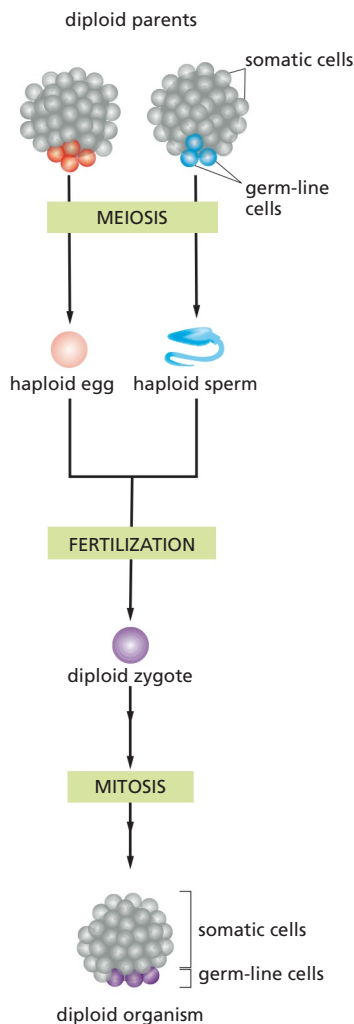 diploid parents
somatic cells
germ-line
cells
MEIOSIS
haploid egg
haploid sperm
FERTILIZATION
diploid zygote
MITOSIS
somatic cells
germ-line cells
diploid organism